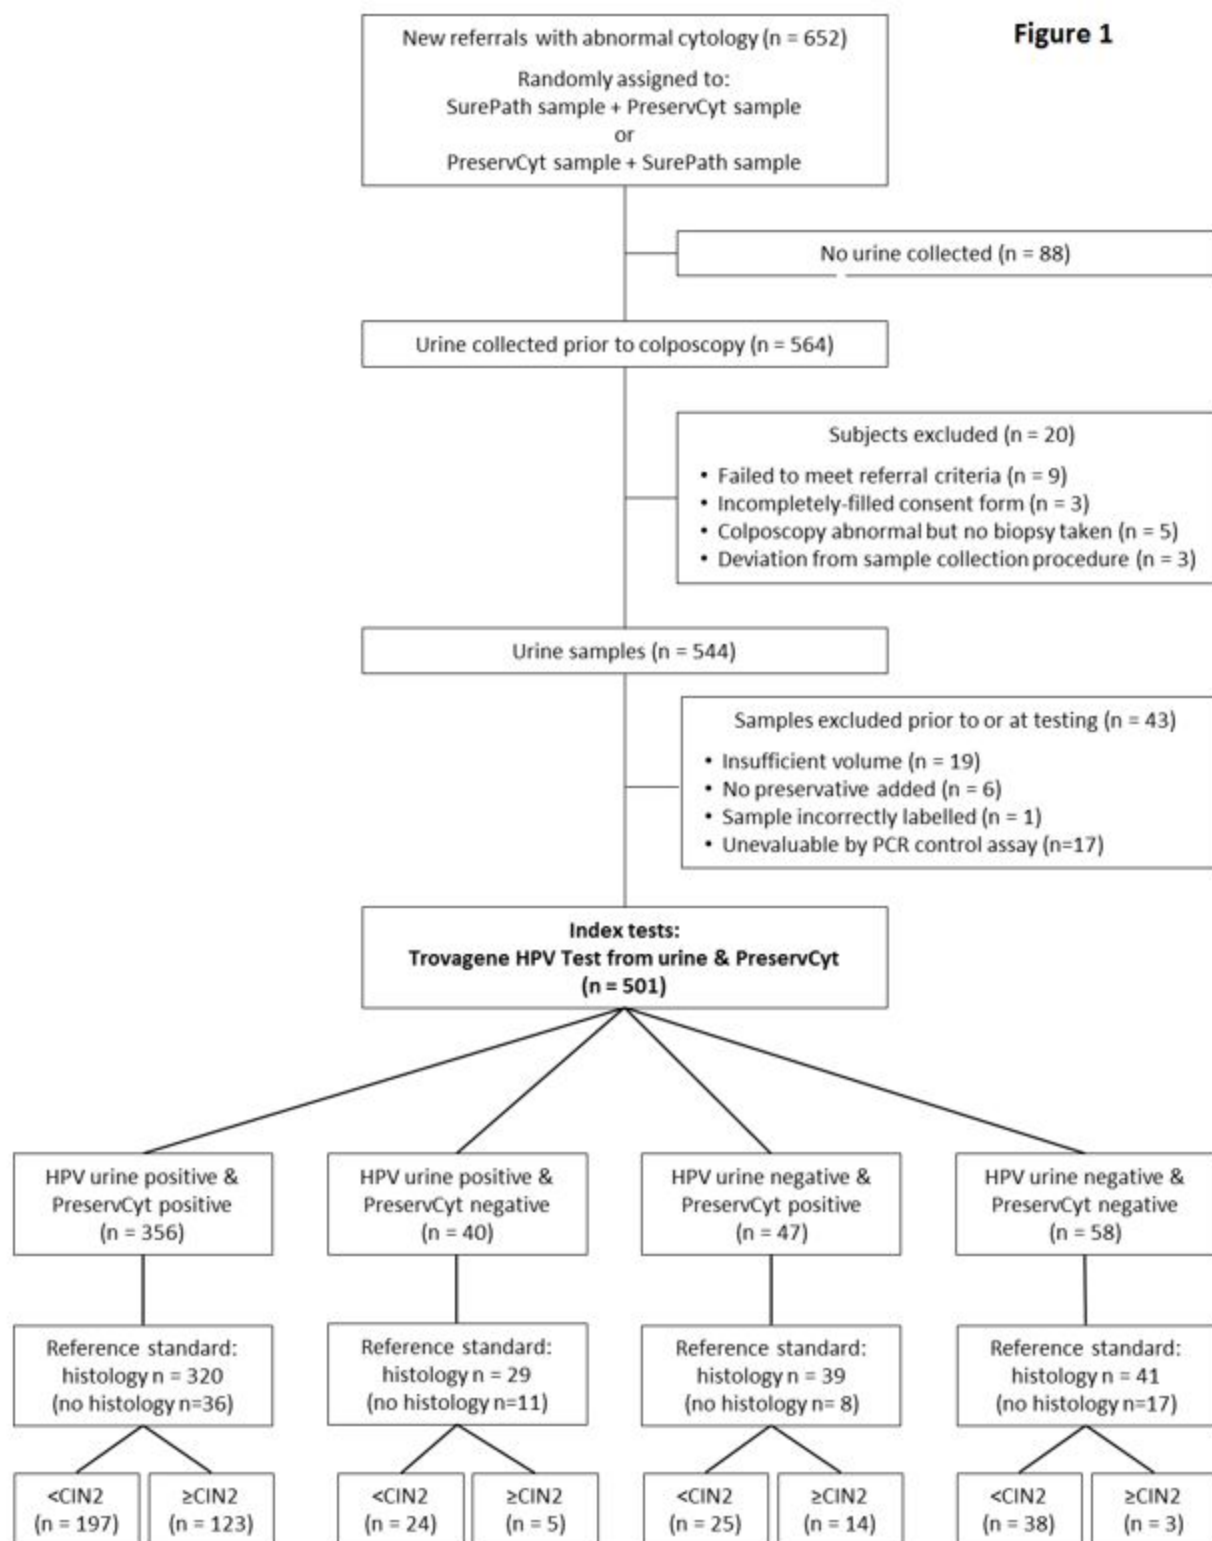 Figure 1
New referrals with abnormal cytology (n = 652)
Randomly assigned to:
SurePath sample + PreservCyt sample
or
PreservCyt sample + SurePath sample
No urine collected (n = 88)
Urine collected prior to colposcopy (n = 564)
Subjects excluded (n = 20)
• Failed to meet referral criteria (n = 9)
• Incompletely-filled consent form (n = 3)
• Colposcopy abnormal but no biopsy taken (n = 5)
• Deviation from sample collection procedure (n = 3)
Urine samples (n = 544)
Samples excluded prior to or at testing (n = 43)
• Insufficient volume (n = 19)
• No preservative added (n = 6)
• Sample incorrectly labelled (n = 1)
• Unevaluable by PCR control assay (n=17)
Index tests:
Trovagene HPV Test from urine & PreservCyt
(n = 501)
HPV urine positive &
PreservCyt positive
(n = 356)
HPV urine positive &
PreservCyt negative
(n = 40)
HPV urine negative &
PreservCyt positive
(n = 47)
HPV urine negative &
PreservCyt negative
(n = 58)
Reference standard:
histology n = 320
(no histology n=36)
Reference standard:
histology n = 29
(no histology n=11)
Reference standard:
histology n = 39
(no histology n= 8)
Reference standard:
histology n = 41
(no histology n=17)
<CIN2
(n = 197)
≥CIN2
(n = 123)
<CIN2
(n = 24)
≥CIN2
(n = 5)
<CIN2
(n = 25)
≥CIN2
(n = 14)
<CIN2
(n = 38)
≥CIN2
(n = 3)